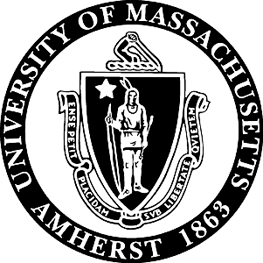 UNIVERSITY OF MASSACHUSETTS
AMHERST 1863
ENSE PETIT
PLACIDAM
SVB LIBERTATE
QVIETEM